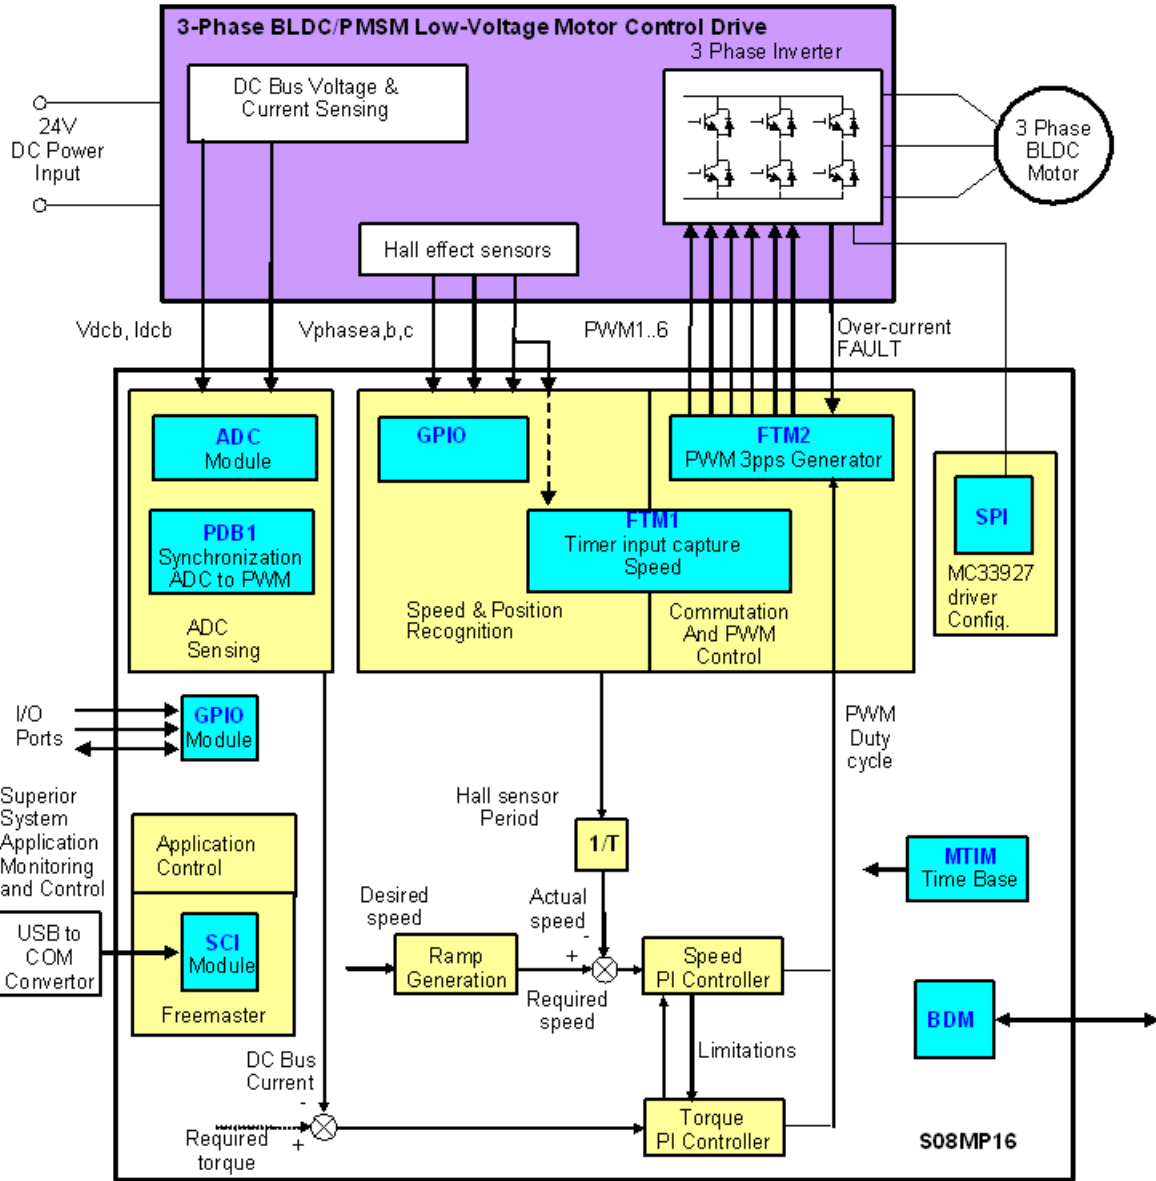 3-Phase BLDC/PMSM Low-Voltage Motor Control Drive
3 Phase Inverter
DC Bus Voltage &
Current Sensing
24V
DC Power
Input
3 Phase
BLDC
Motor
Hall effect sensors
Vdcb, Idcb
Vphasea,b,c
PWM1..6
Over-current
FAULT
ADC
Module
GPIO
FTM2
PWM 3pps Generator
PDB1
Synchronization
ADC to PWM
FTM1
Timer input capture
Speed
SPI
MC33927
driver
Config.
ADC
Sensing
Speed & Position
Recognition
Commutation
And PWM
Control
I/O
Ports
GPIO
Module
PWM
Duty
cycle
Superior
System
Application
Monitoring
and Control
Hall sensor
Period
Application
Control
1/T
MTIM
Time Base
Desired
speed
Actual
speed
-
+
USB to
COM
Convertor
SCI
Module
Ramp
Generation
Speed
PI Controller
Required
speed
Freemaster
BDM
Limitations
DC Bus
Current
-
+
Required
torque
Torque
PI Controller
S08MP16